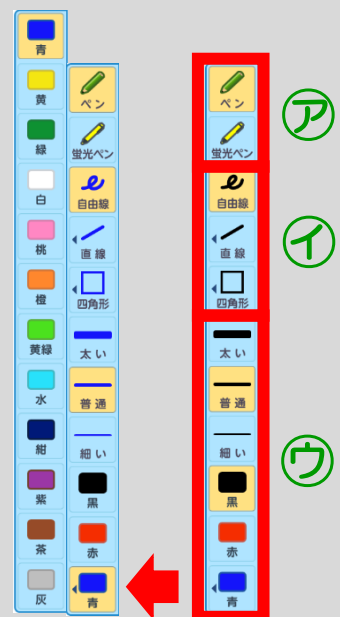 青
黄
緑
白
桃
橙
黄緑
水
紺
紫
茶
灰
ペン
蛍光ペン
自由線
直線
四角形
太い
普通
細い
黒
赤
青
ペン
蛍光ペン
自由線
直線
四角形
太い
普通
細い
黒
赤
青
ア
イ
ウ